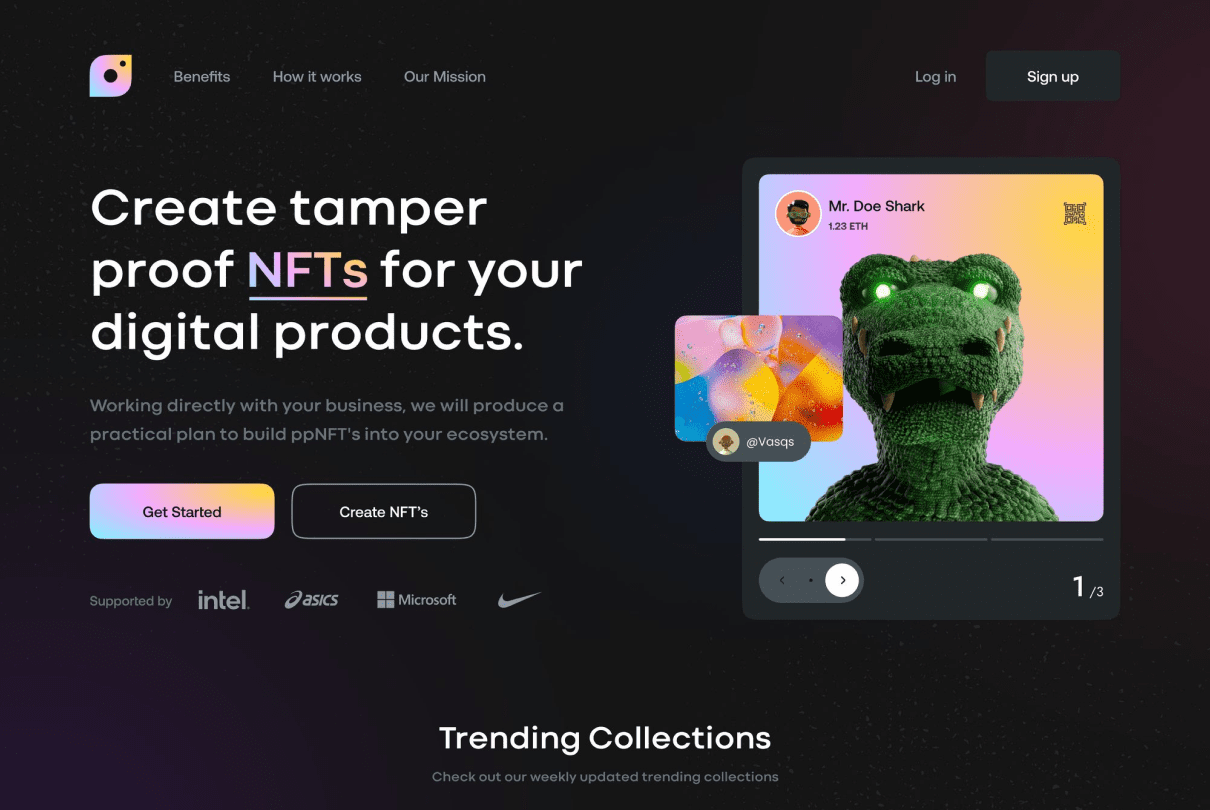 Benefits
How it works
Our Mission
Log in
Sign up
Create tamper
proof NFTs for your
digital products.
Working directly with your business, we will produce a
practical plan to build ppNFT's into your ecosystem.
Get Started
Create NFT’s
Supported by
intel.
asics
Microsoft
Mr. Doe Shark
1.23 ETH
@Vasqs
1 /3
Trending Collections
Check out our weekly updated trending collections